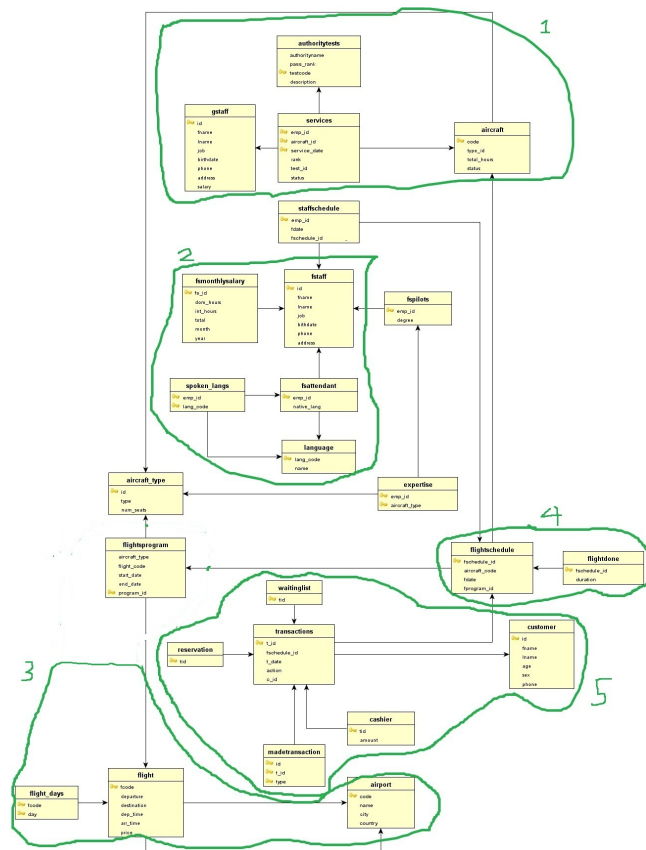 1
authoritytests
authorityname
pass_rank
testcode
description
gstaff
id
fname
lname
job
birthdate
phone
address
salary
services
emp_id
aircraft_id
service_date
rank
test_id
status
aircraft
code
type_id
total_hours
status
staffschedule
emp_id
fdate
fschedule_id
2
fsmonthlysalary
fs_id
dom_hours
int_hours
total
month
year
fstaff
id
fname
lname
job
birthdate
phone
address
fspilots
emp_id
degree
spoken_langs
emp_id
lang_code
fsattendant
emp_id
native_lang
language
lang_code
name
aircraft_type
id
type
num_seats
expertise
emp_id
aircraft_type
4
flightsprogram
aircraft_type
flight_code
start_date
end_date
program_id
flightschedule
fschedule_id
aircraft_code
fdate
fprogram_id
flightdone
fschedule_id
duration
waitinglist
tid
reservation
tid
transactions
t_id
fschedule_id
t_date
action
c_id
customer
id
fname
lname
age
sex
phone
3
5
cashier
tid
amount
madetransaction
id
t_id
type
flight_days
fcode
day
flight
fcode
departure
destination
dep_time
arr_time
price
airport
code
name
city
country